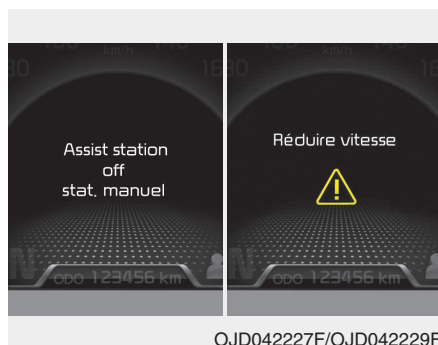 km/h
Assist station
off
stat. manuel
N
ODO 123456 km
km/h
Réduire vitesse
N
ODO 123456 km
OJD042227F/OJD042229F